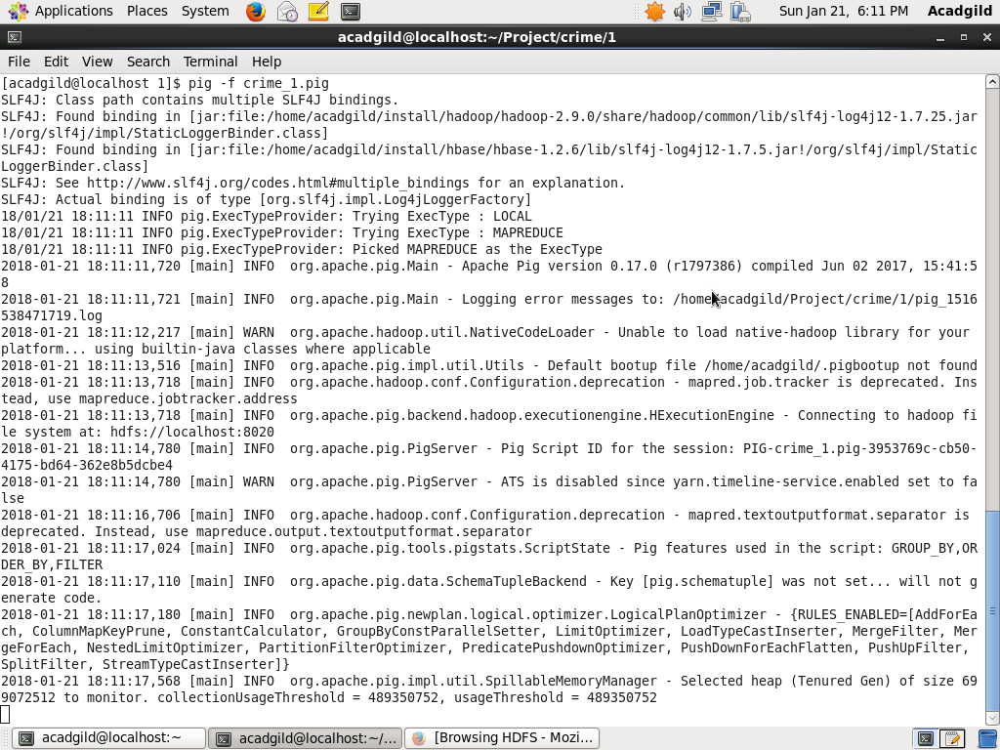 Applications Places System Sun Jan 21, 6:11 PM Acadgild
acadgild@localhost:~/Project/crime/1
File Edit View Search Terminal Help
[acadgild@localhost 1]$ pig -f crime_1.pig
SLF4J: Class path contains multiple SLF4J bindings.
SLF4J: Found binding in [jar:file:/home/acadgild/install/hadoop/hadoop-2.9.0/share/hadoop/common/lib/slf4j-log4j12-1.7.25.jar
!/org/slf4j/impl/StaticLoggerBinder.class]
SLF4J: Found binding in [jar:file:/home/acadgild/install/hbase/hbase-1.2.6/lib/slf4j-log4j12-1.7.5.jar!/org/slf4j/impl/Static
LoggerBinder.class]
SLF4J: See http://www.slf4j.org/codes.html#multiple_bindings for an explanation.
SLF4J: Actual binding is of type [org.slf4j.impl.Log4jLoggerFactory]
18/01/21 18:11:11 INFO pig.ExecTypeProvider: Trying ExecType : LOCAL
18/01/21 18:11:11 INFO pig.ExecTypeProvider: Trying ExecType : MAPREDUCE
18/01/21 18:11:11 INFO pig.ExecTypeProvider: Picked MAPREDUCE as the ExecType
2018-01-21 18:11:11,720 [main] INFO  org.apache.pig.Main - Apache Pig version 0.17.0 (r1797386) compiled Jun 02 2017, 15:41:5
8
2018-01-21 18:11:11,721 [main] INFO  org.apache.pig.Main - Logging error messages to: /home/acadgild/Project/crime/1/pig_1516
538471719.log
2018-01-21 18:11:12,217 [main] WARN  org.apache.hadoop.util.NativeCodeLoader - Unable to load native-hadoop library for your
platform... using builtin-java classes where applicable
2018-01-21 18:11:13,516 [main] INFO  org.apache.pig.impl.util.Utils - Default bootup file /home/acadgild/.pigbootup not found
2018-01-21 18:11:13,718 [main] INFO  org.apache.hadoop.conf.Configuration.deprecation - mapred.job.tracker is deprecated. Ins
tead, use mapreduce.jobtracker.address
2018-01-21 18:11:13,718 [main] INFO  org.apache.pig.backend.hadoop.executionengine.HExecutionEngine - Connecting to hadoop fi
le system at: hdfs://localhost:8020
2018-01-21 18:11:14,780 [main] INFO  org.apache.pig.PigServer - Pig Script ID for the session: PIG-crime_1.pig-3953769c-cb50-
4175-bd64-362e8b5dcbe4
2018-01-21 18:11:14,780 [main] WARN  org.apache.pig.PigServer - ATS is disabled since yarn.timeline-service.enabled set to fa
lse
2018-01-21 18:11:16,706 [main] INFO  org.apache.hadoop.conf.Configuration.deprecation - mapred.textoutputformat.separator is
deprecated. Instead, use mapreduce.output.textoutputformat.separator
2018-01-21 18:11:17,024 [main] INFO  org.apache.pig.tools.pigstats.ScriptState - Pig features used in the script: GROUP_BY,OR
DER_BY,FILTER
2018-01-21 18:11:17,110 [main] INFO  org.apache.pig.data.SchemaTupleBackend - Key [pig.schematuple] was not set... will not g
enerate code.
2018-01-21 18:11:17,180 [main] INFO  org.apache.pig.newplan.logical.optimizer.LogicalPlanOptimizer - {RULES_ENABLED=[AddForEa
ch, ColumnMapKeyPrune, ConstantCalculator, GroupByConstParallelSetter, LimitOptimizer, LoadTypeCastInserter, MergeFilter, Mer
geForEach, NestedLimitOptimizer, PartitionFilterOptimizer, PredicatePushdownOptimizer, PushDownForEachFlatten, PushUpFilter,
SplitFilter, StreamTypeCastInserter]}
2018-01-21 18:11:17,568 [main] INFO  org.apache.pig.impl.util.SpillableMemoryManager - Selected heap (Tenured Gen) of size 69
9072512 to monitor. collectionUsageThreshold = 489350752, usageThreshold = 489350752
acadgild@localhost:~ acadgild@localhost:~/... [Browsing HDFS - Mozi...